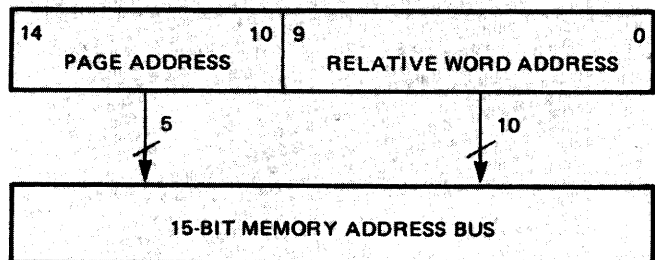 14 10 9 0
PAGE ADDRESS RELATIVE WORD ADDRESS
5 10
15-BIT MEMORY ADDRESS BUS